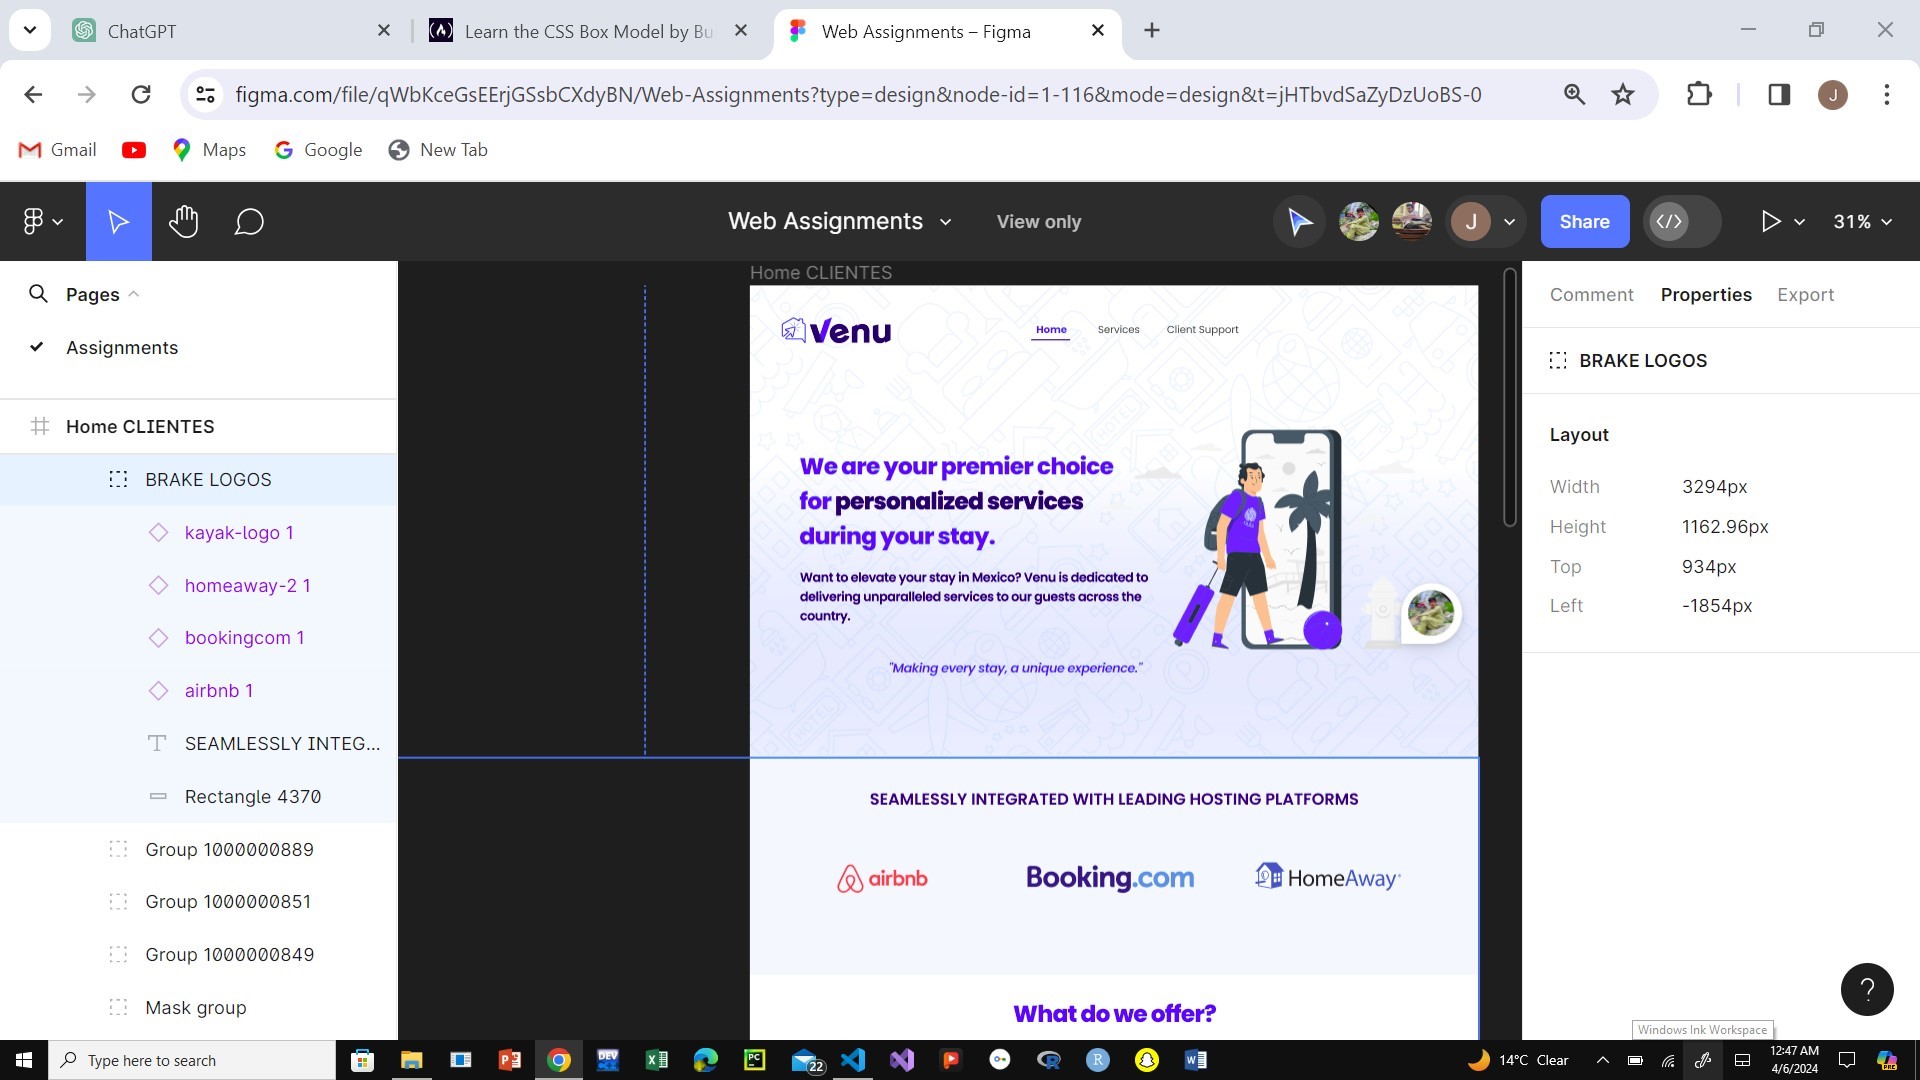 ChatGPT
Learn the CSS Box Model by Bu
Web Assignments – Figma
figma.com/file/qWbKceGsEErjGSsbCXdyBN/Web-Assignments?type=design&node-id=1-116&mode=design&t=jHTbvdSaZyDzUoBS-0
J
Gmail
Maps
Google
New Tab
Web Assignments
View only
J
Share
31%
Pages
Assignments
Home CLIENTES
BRAKE LOGOS
kayak-logo 1
homeaway-2 1
bookingcom 1
airbnb 1
SEAMLESSLY INTEG...
Rectangle 4370
Group 1000000889
Group 1000000851
Group 1000000849
Mask group
Home CLIENTES
Venu
Home
Services
Client Support
We are your premier choice
for personalized services
during your stay.
Want to elevate your stay in Mexico? Venu is dedicated to
delivering unparalleled services to our guests across the
country.
"Making every stay, a unique experience."
SEAMLESSLY INTEGRATED WITH LEADING HOSTING PLATFORMS
airbnb
Booking.com
HomeAway
What do we offer?
Comment
Properties
Export
BRAKE LOGOS
Layout
Width 3294px
Height 1162.96px
Top 934px
Left -1854px
?
Windows Ink Workspace
Type here to search
DEV
PC
22
R
14°C Clear
12:47 AM
4/6/2024
PRE